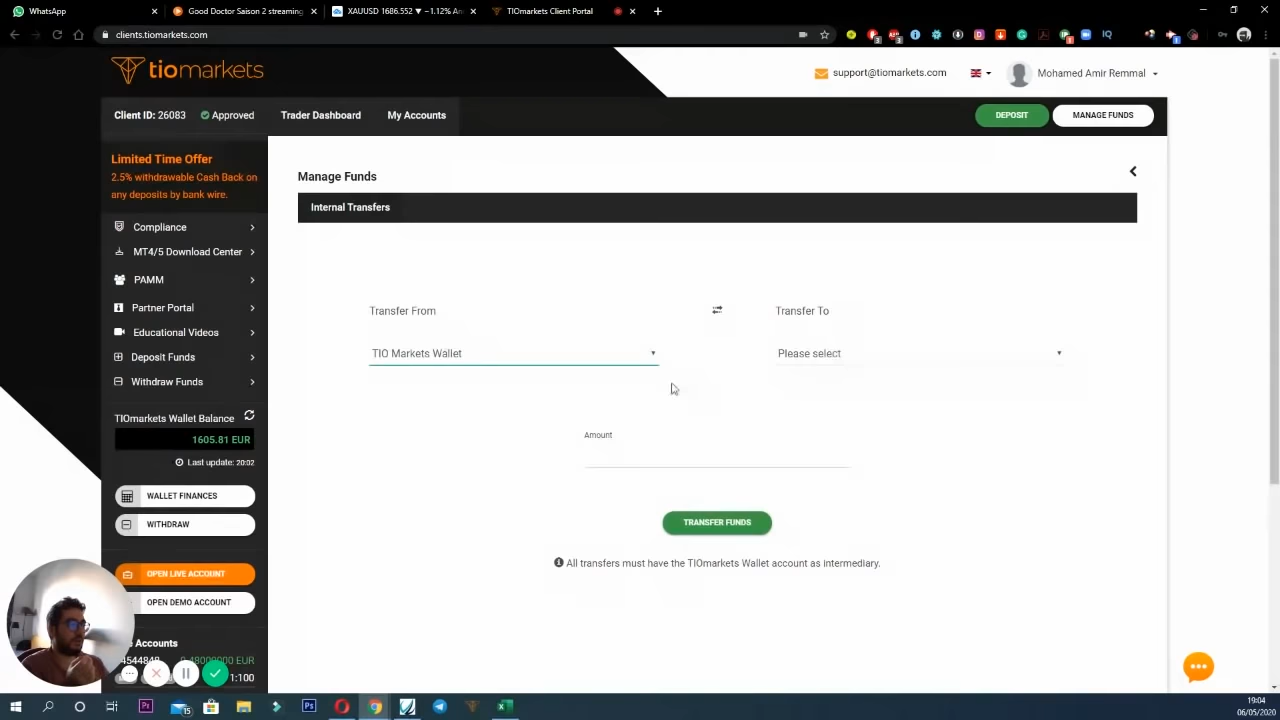 WhatsApp
Good Doctor Saison 2 streaming
XAUUSD 1686.552 ▼ −1.12%
TIOmarkets Client Portal
clients.tiomarkets.com
tiomarkets
support@tiomarkets.com
Mohamed Amir Remmal
Client ID: 26083
Approved
Trader Dashboard
My Accounts
DEPOSIT
MANAGE FUNDS
Limited Time Offer
2.5% withdrawable Cash Back on
any deposits by bank wire.
Compliance
MT4/5 Download Center
PAMM
Partner Portal
Educational Videos
Deposit Funds
Withdraw Funds
TIOmarkets Wallet Balance
1605.81 EUR
Last update: 20:02
WALLET FINANCES
WITHDRAW
OPEN LIVE ACCOUNT
OPEN DEMO ACCOUNT
Accounts
EUR
1:100
Manage Funds
Internal Transfers
Transfer From
Transfer To
TIO Markets Wallet
Please select
Amount
TRANSFER FUNDS
All transfers must have the TIOmarkets Wallet account as intermediary.
19:04
06/05/2020